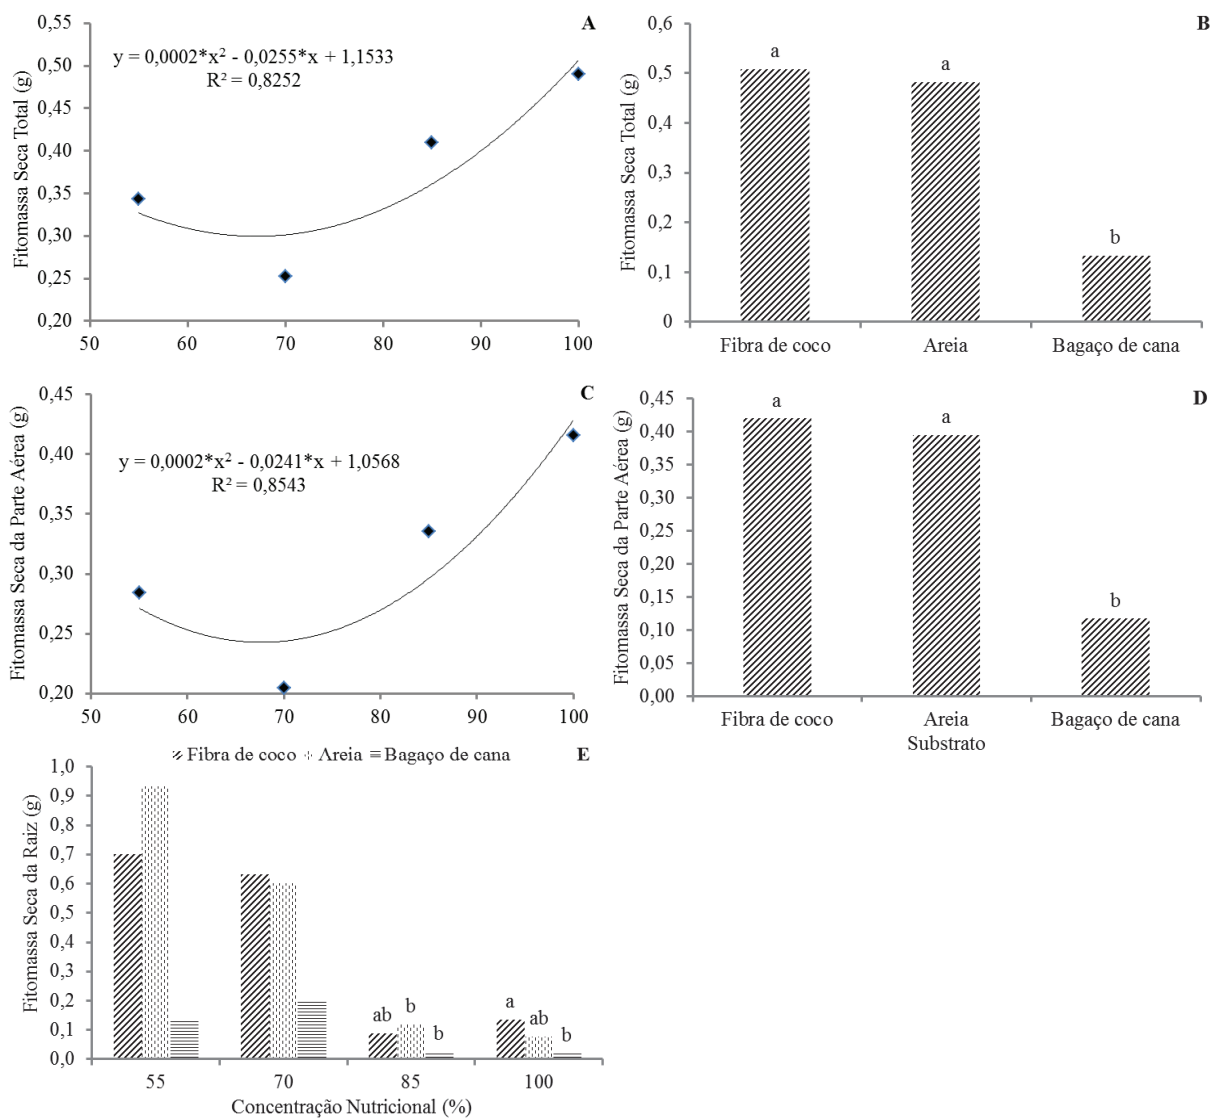 A
y = 0,0002*x² - 0,0255*x + 1,1533
R² = 0,8252
Fitomassa Seca Total (g)
0,55
0,50
0,45
0,40
0,35
0,30
0,25
0,20
50 60 70 80 90 100
B
Fitomassa Seca Total (g)
0,6
0,5
0,4
0,3
0,2
0,1
0
a a b
Fibra de coco Areia Bagaço de cana
C
y = 0,0002*x² - 0,0241*x + 1,0568
R² = 0,8543
Fitomassa Seca da Parte Aérea (g)
0,45
0,40
0,35
0,30
0,25
0,20
50 60 70 80 90 100
D
Fitomassa Seca da Parte Aérea (g)
0,45
0,40
0,35
0,30
0,25
0,20
0,15
0,10
0,05
0,00
a a b
Fibra de coco Areia Bagaço de cana
Substrato
Fibra de coco Areia Bagaço de cana
E
Fitomassa Seca da Raiz (g)
1,0
0,9
0,8
0,7
0,6
0,5
0,4
0,3
0,2
0,1
0,0
ab b b a ab b
55 70 85 100
Concentração Nutricional (%)